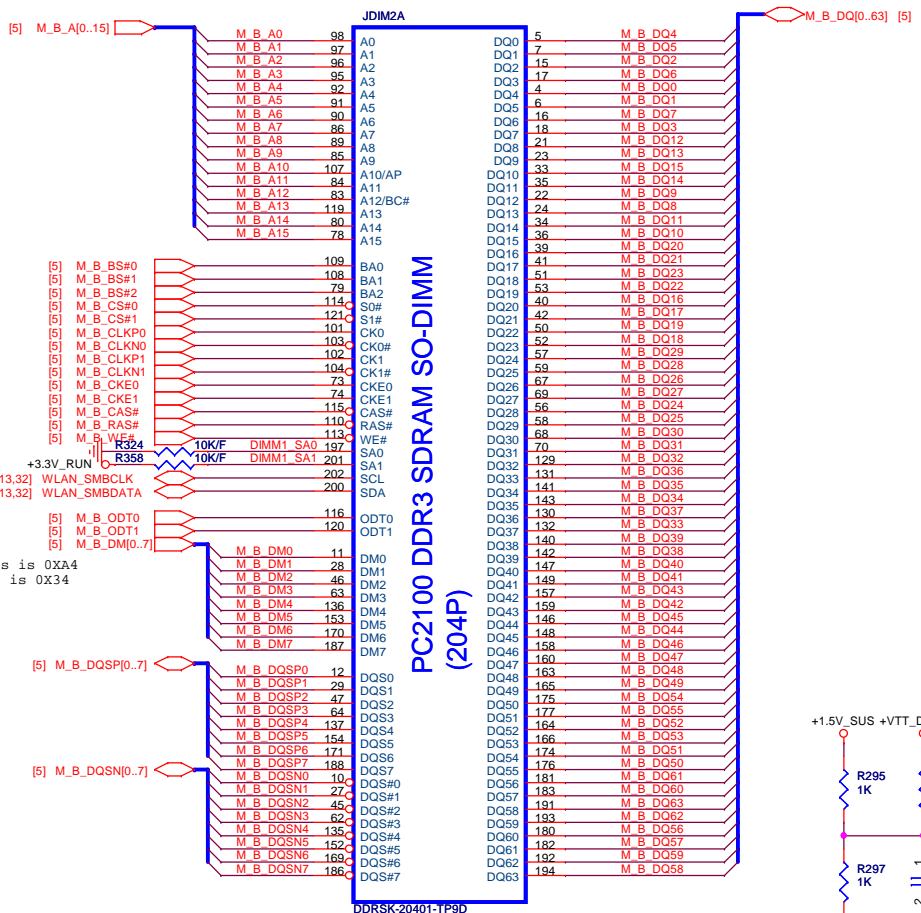 JDIM2A
[5] M_B_A[0..15]
M_B_A0 98 A0
M_B_A1 97 A1
M_B_A2 96 A2
M_B_A3 95 A3
M_B_A4 92 A4
M_B_A5 91 A5
M_B_A6 90 A6
M_B_A7 86 A7
M_B_A8 89 A8
M_B_A9 85 A9
M_B_A10 107 A10/AP
M_B_A11 84 A11
M_B_A12 83 A12/BC#
M_B_A13 119 A13
M_B_A14 80 A14
M_B_A15 78 A15
[5] M_B_BS#0 109 BA0
[5] M_B_BS#1 108 BA1
[5] M_B_BS#2 79 BA2
[5] M_B_CS#0 114 S0#
[5] M_B_CS#1 121 S1#
[5] M_B_CLKP0 101 CK0
[5] M_B_CLKN0 103 CK0#
[5] M_B_CLKP1 102 CK1
[5] M_B_CLKN1 104 CK1#
[5] M_B_CKE0 73 CKE0
[5] M_B_CKE1 74 CKE1
[5] M_B_CAS# 115 CAS#
[5] M_B_RAS# 110 RAS#
[5] M_B_WE# 113 WE#
R324 10K/F DIMM1_SA0 197 SA0
+3.3V_RUN R358 10K/F DIMM1_SA1 201 SA1
13,32] WLAN_SMBCLK 202 SCL
13,32] WLAN_SMBDATA 200 SDA
[5] M_B_ODT0 116 ODT0
[5] M_B_ODT1 120 ODT1
[5] M_B_DM[0..7]
s is 0XA4
is 0X34
M_B_DM0 11 DM0
M_B_DM1 28 DM1
M_B_DM2 46 DM2
M_B_DM3 63 DM3
M_B_DM4 136 DM4
M_B_DM5 153 DM5
M_B_DM6 170 DM6
M_B_DM7 187 DM7
[5] M_B_DQSP[0..7]
M_B_DQSP0 12 DQS0
M_B_DQSP1 29 DQS1
M_B_DQSP2 47 DQS2
M_B_DQSP3 64 DQS3
M_B_DQSP4 137 DQS4
M_B_DQSP5 154 DQS5
M_B_DQSP6 171 DQS6
M_B_DQSP7 188 DQS7
[5] M_B_DQSN[0..7]
M_B_DQSN0 10 DQS#0
M_B_DQSN1 27 DQS#1
M_B_DQSN2 45 DQS#2
M_B_DQSN3 62 DQS#3
M_B_DQSN4 135 DQS#4
M_B_DQSN5 152 DQS#5
M_B_DQSN6 169 DQS#6
M_B_DQSN7 186 DQS#7
PC2100 DDR3 SDRAM SO-DIMM
(204P)
M_B_DQ[0..63] [5]
DQ0 5 M_B_DQ4
DQ1 7 M_B_DQ5
DQ2 15 M_B_DQ2
DQ3 17 M_B_DQ6
DQ4 4 M_B_DQ0
DQ5 6 M_B_DQ1
DQ6 16 M_B_DQ7
DQ7 18 M_B_DQ3
DQ8 21 M_B_DQ12
DQ9 23 M_B_DQ13
DQ10 33 M_B_DQ15
DQ11 35 M_B_DQ14
DQ12 22 M_B_DQ9
DQ13 24 M_B_DQ8
DQ14 34 M_B_DQ11
DQ15 36 M_B_DQ10
DQ16 39 M_B_DQ20
DQ17 41 M_B_DQ21
DQ18 51 M_B_DQ23
DQ19 53 M_B_DQ22
DQ20 40 M_B_DQ16
DQ21 42 M_B_DQ17
DQ22 50 M_B_DQ19
DQ23 52 M_B_DQ18
DQ24 57 M_B_DQ29
DQ25 59 M_B_DQ28
DQ26 67 M_B_DQ26
DQ27 69 M_B_DQ27
DQ28 56 M_B_DQ24
DQ29 58 M_B_DQ25
DQ30 68 M_B_DQ30
DQ31 70 M_B_DQ31
DQ32 129 M_B_DQ32
DQ33 131 M_B_DQ36
DQ34 141 M_B_DQ35
DQ35 143 M_B_DQ34
DQ36 130 M_B_DQ37
DQ37 132 M_B_DQ33
DQ38 140 M_B_DQ39
DQ39 142 M_B_DQ38
DQ40 147 M_B_DQ40
DQ41 149 M_B_DQ41
DQ42 157 M_B_DQ43
DQ43 159 M_B_DQ42
DQ44 146 M_B_DQ45
DQ45 148 M_B_DQ44
DQ46 158 M_B_DQ46
DQ47 160 M_B_DQ47
DQ48 163 M_B_DQ48
DQ49 165 M_B_DQ49
DQ50 175 M_B_DQ54
DQ51 177 M_B_DQ55
DQ52 164 M_B_DQ52
DQ53 166 M_B_DQ53
DQ54 174 M_B_DQ51
DQ55 176 M_B_DQ50
DQ56 181 M_B_DQ61
DQ57 183 M_B_DQ60
DQ58 191 M_B_DQ63
DQ59 193 M_B_DQ62
DQ60 180 M_B_DQ56
DQ61 182 M_B_DQ57
DQ62 192 M_B_DQ59
DQ63 194 M_B_DQ58
DDRSK-20401-TP9D
+1.5V_SUS +VTT_D
R295
1K
R297
1K
2 1